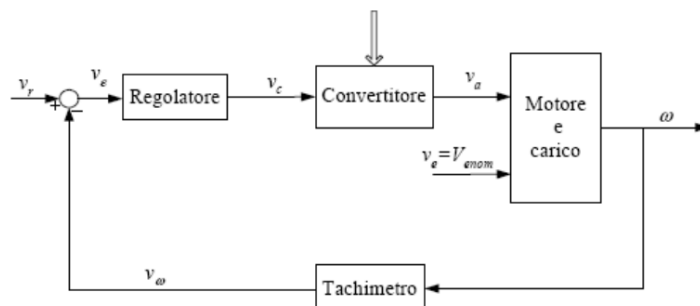 v_r
+
−
v_e
Regolatore
v_c
Convertitore
v_a
v_e=V_enom
Motore
e
carico
ω
v_ω
Tachimetro